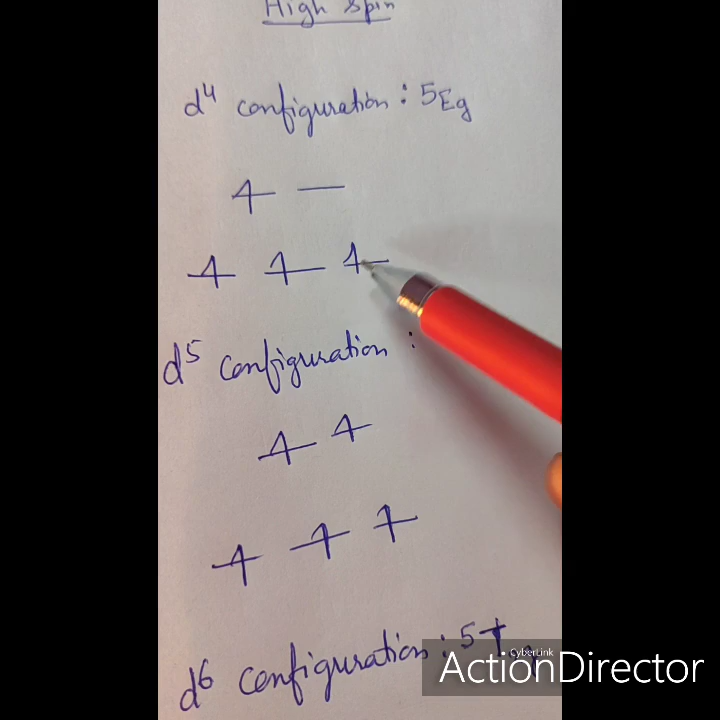 High spin
d⁴ configuration : ⁵Eg
d⁵ configuration :
d⁶ configuration : ⁵T
CyberLink
ActionDirector